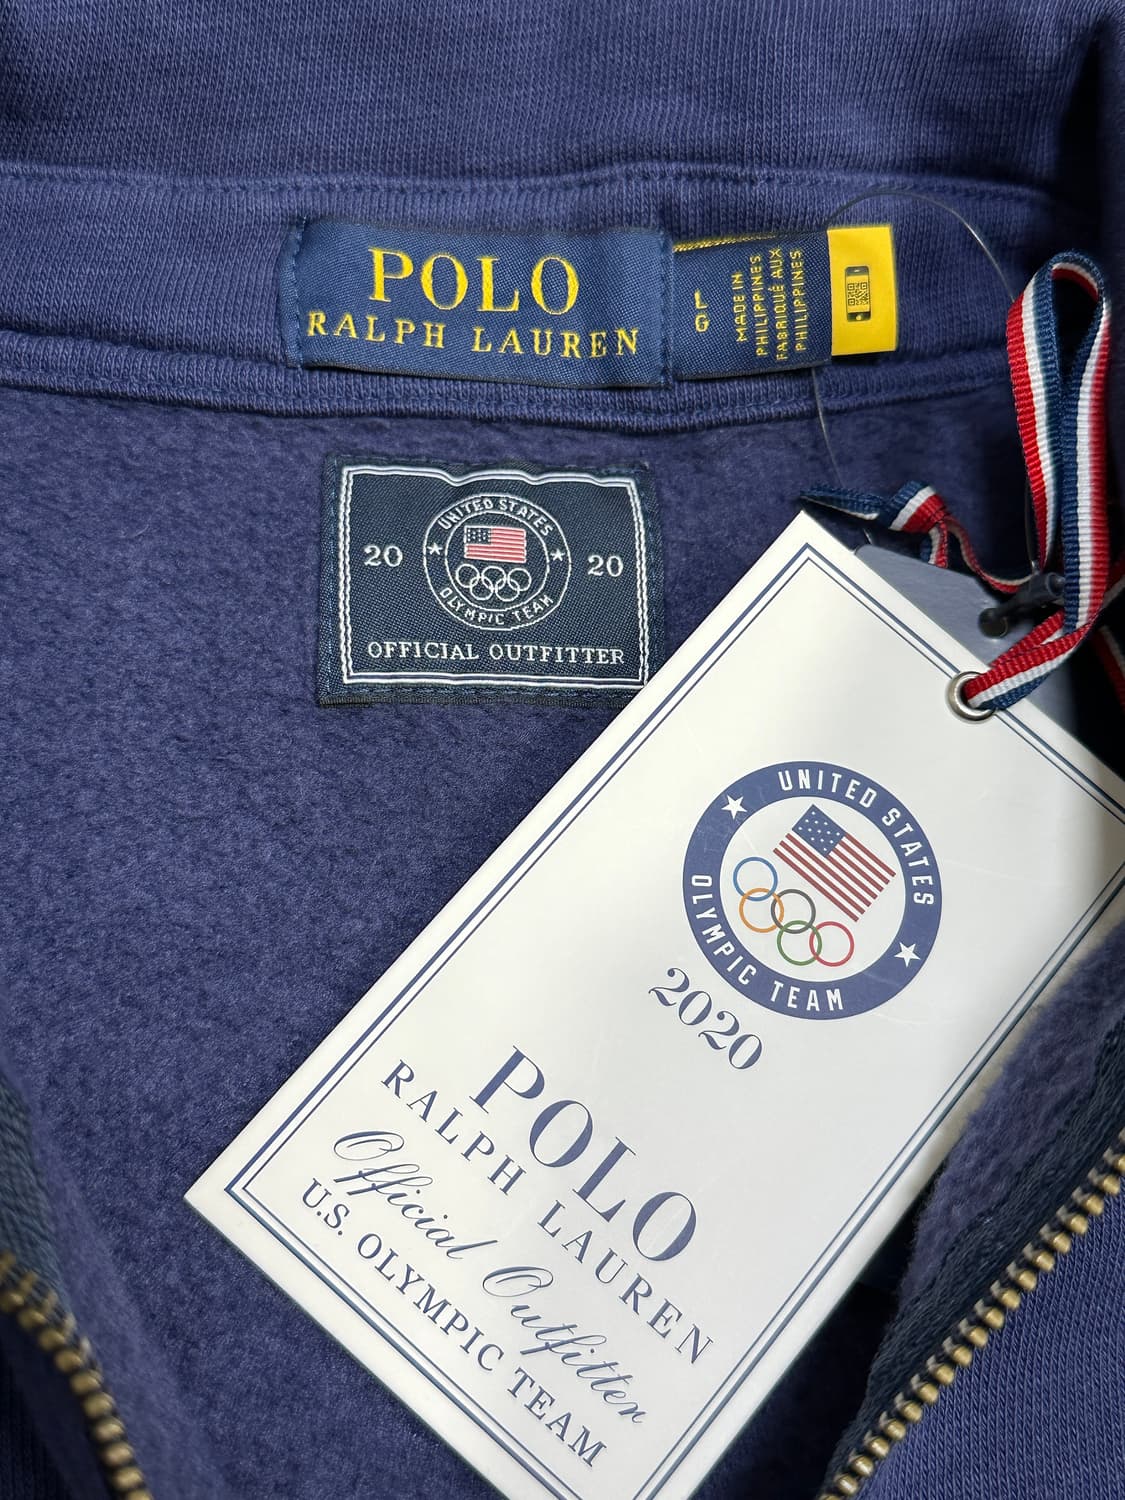 POLO
RALPH LAUREN
LG
MADE IN
PHILIPPINES
FABRIQUÉ AUX
PHILIPPINES
UNITED STATES
20 20
OLYMPIC TEAM
OFFICIAL OUTFITTER
UNITED STATES
OLYMPIC TEAM
2020
POLO
RALPH LAUREN
Official Outfitter
U.S. OLYMPIC TEAM